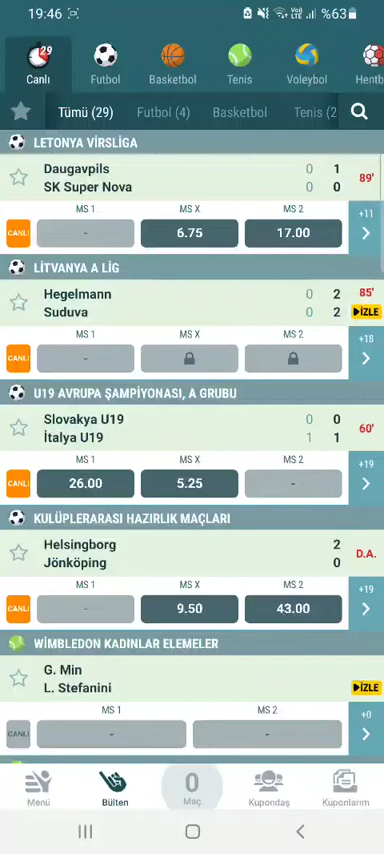 19:46 %63
29
Canlı Futbol Basketbol Tenis Voleybol Hentb
Tümü (29) Futbol (4) Basketbol Tenis (2
LETONYA VİRSLİGA
Daugavpils 0 1
SK Super Nova 0 0
89'
MS 1 MS X MS 2
+11
CANLI - 6.75 17.00
LİTVANYA A LİG
Hegelmann 0 2
Suduva 0 2
85'
İZLE
MS 1 MS X MS 2
+18
CANLI -
U19 AVRUPA ŞAMPİYONASI, A GRUBU
Slovakya U19 0 0
İtalya U19 1 1
60'
MS 1 MS X MS 2
+19
CANLI 26.00 5.25 -
KULÜPLERARASI HAZIRLIK MAÇLARI
Helsingborg 2
Jönköping 0
D.A.
MS 1 MS X MS 2
+19
CANLI - 9.50 43.00
WİMBLEDON KADINLAR ELEMELER
G. Min
L. Stefanini
İZLE
MS 1 MS 2
+0
CANLI - -
0
Menü Bülten Maç Kupondaş Kuponlarım